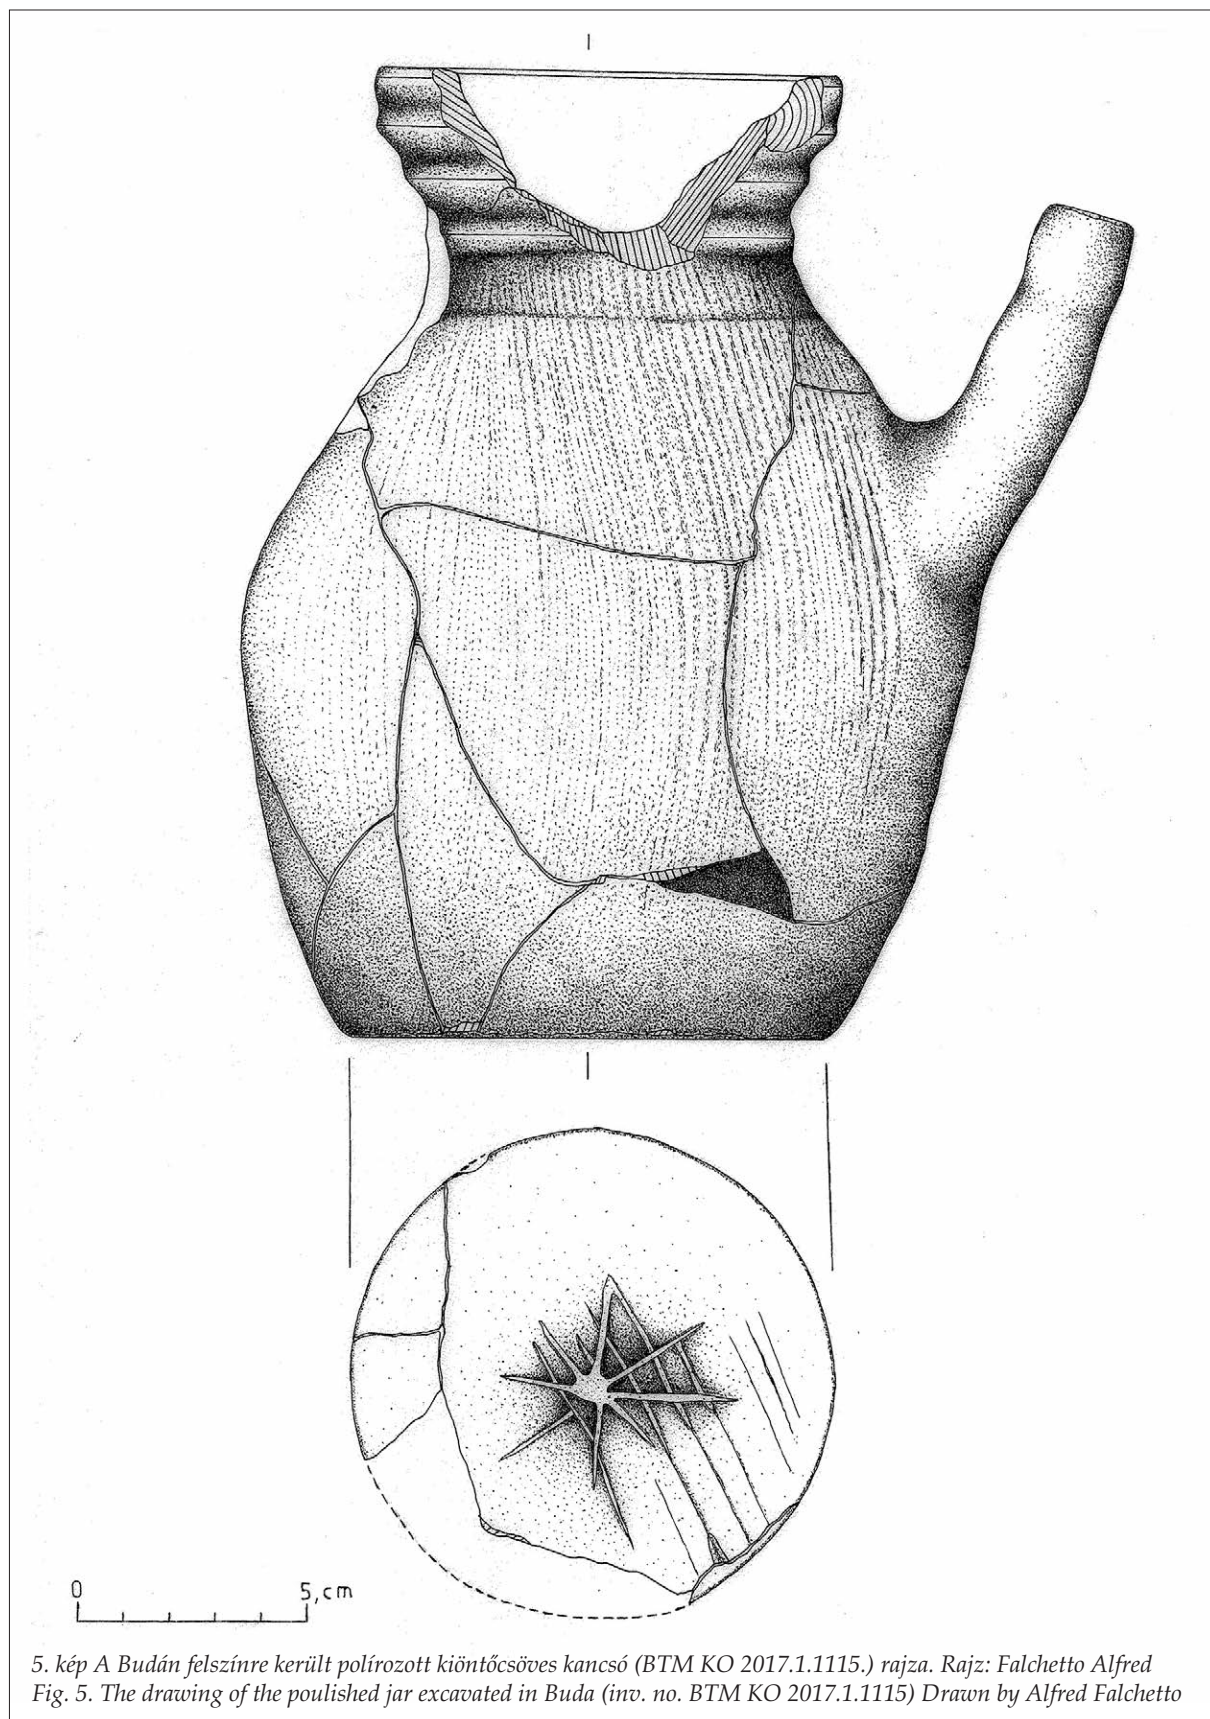 0 5, cm
5. kép A Budán felszínre került polírozott kiöntőcsöves kancsó (BTM KO 2017.1.1115.) rajza. Rajz: Falchetto Alfred
Fig. 5. The drawing of the poulished jar excavated in Buda (inv. no. BTM KO 2017.1.1115) Drawn by Alfred Falchetto